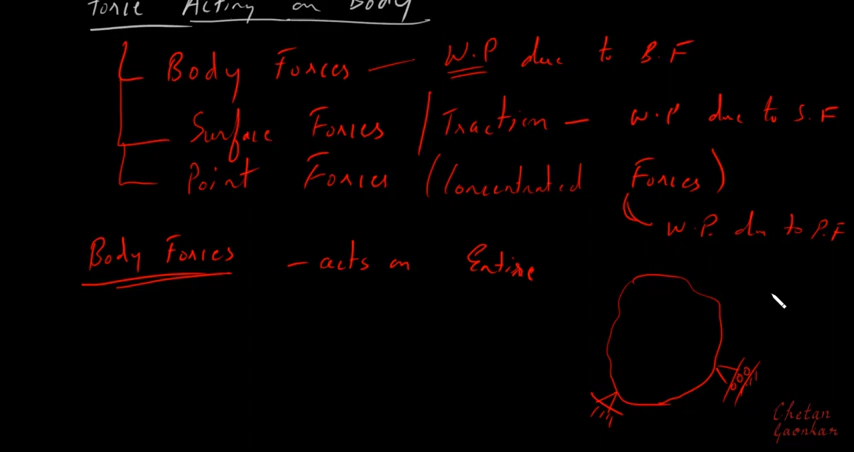 Force Acting on Body
Body Forces — W.P due to B.F
Surface Forces / Traction — W.P due to S.F
Point Forces (Concentrated Forces)
W.P. du to P.F
Body Forces - acts on Entire
Chetan
Gaonkar